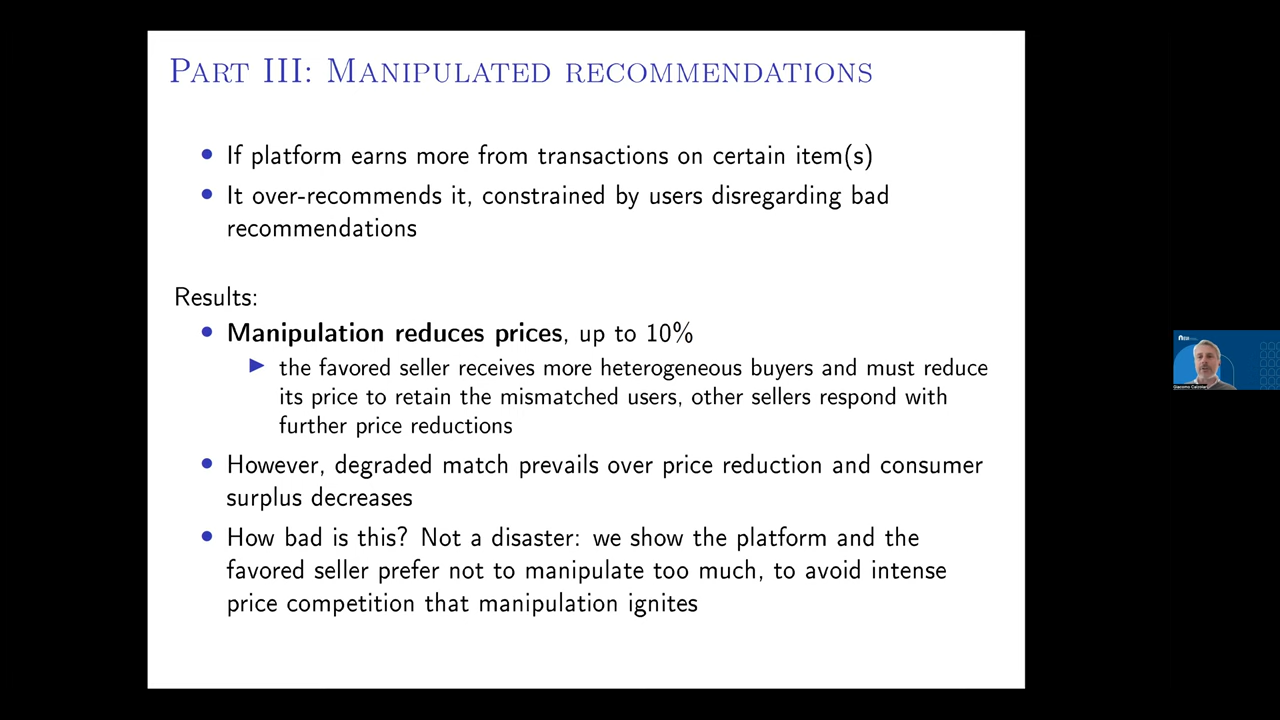 PART III: MANIPULATED RECOMMENDATIONS
• If platform earns more from transactions on certain item(s)
• It over-recommends it, constrained by users disregarding bad
recommendations
Results:
• Manipulation reduces prices, up to 10%
▶ the favored seller receives more heterogeneous buyers and must reduce
its price to retain the mismatched users, other sellers respond with
further price reductions
• However, degraded match prevails over price reduction and consumer
surplus decreases
• How bad is this? Not a disaster: we show the platform and the
favored seller prefer not to manipulate too much, to avoid intense
price competition that manipulation ignites